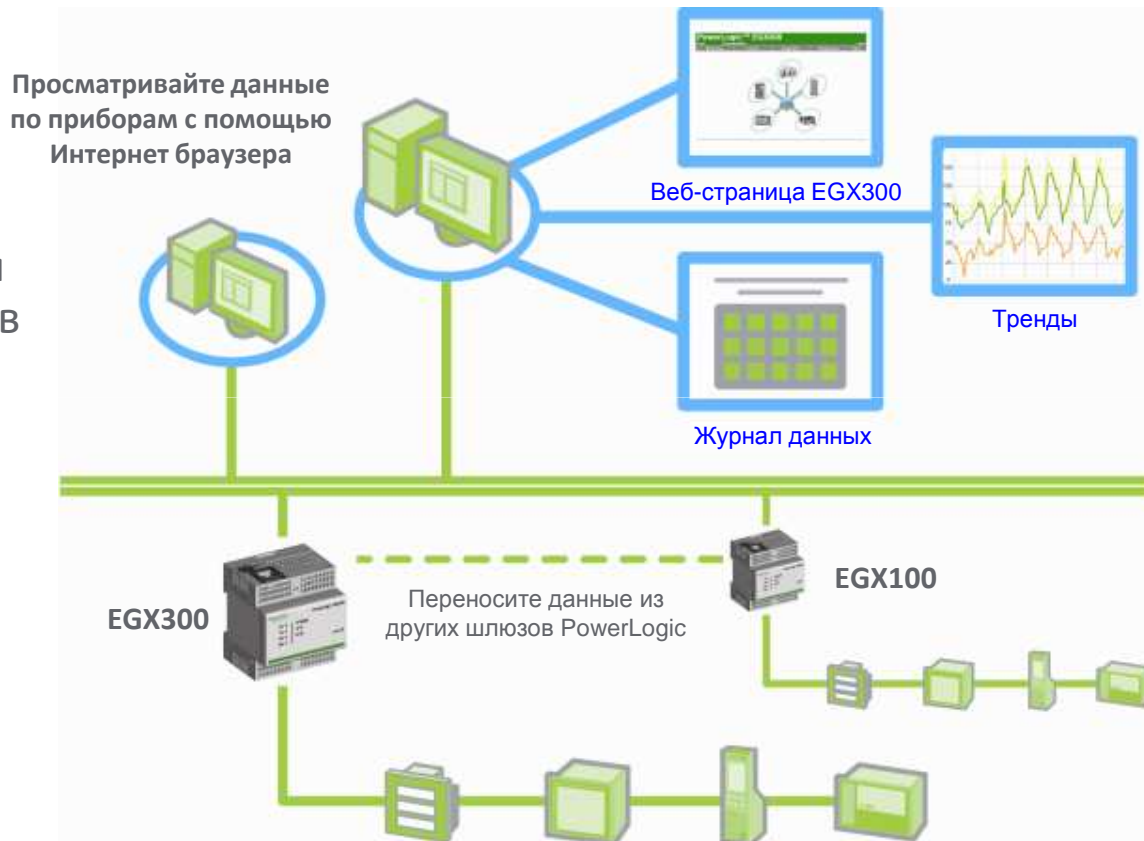 Просматривайте данные
по приборам с помощью
Интернет браузера
в
Веб-страница EGX300
Тренды
Журнал данных
EGX300
Переносите данные из
других шлюзов PowerLogic
EGX100